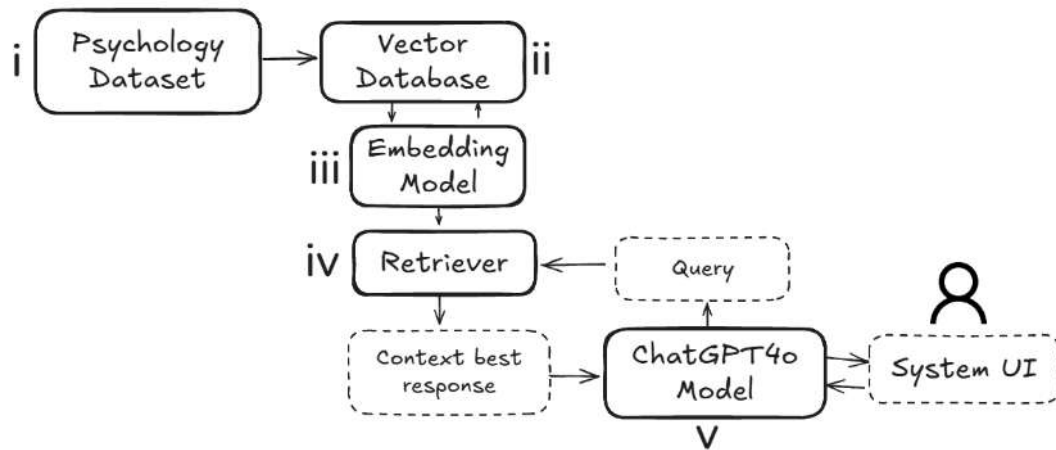 i
Psychology
Dataset
Vector
Database
ii
iii
Embedding
Model
iv
Retriever
Query
Context best
response
ChatGPT4o
Model
System UI
v